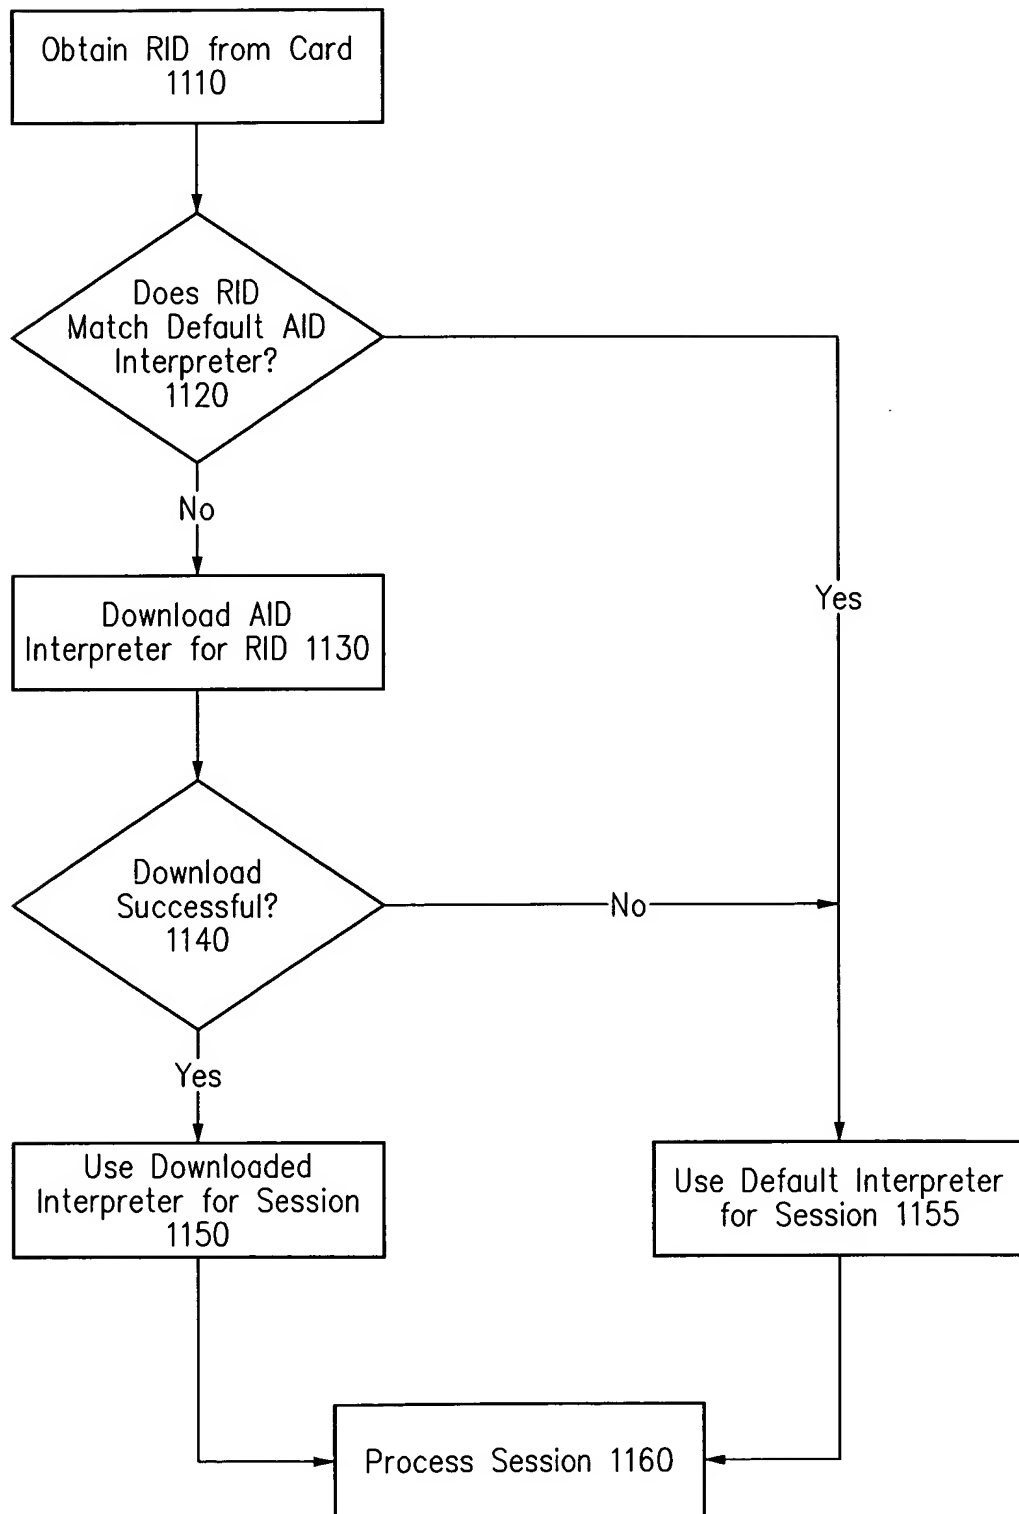 Obtain RID from Card
1110
Does RID
Match Default AID
Interpreter?
1120
No
Download AID
Interpreter for RID 1130
Yes
Download
Successful?
1140
No
Yes
Use Downloaded
Interpreter for Session
1150
Use Default Interpreter
for Session 1155
Process Session 1160